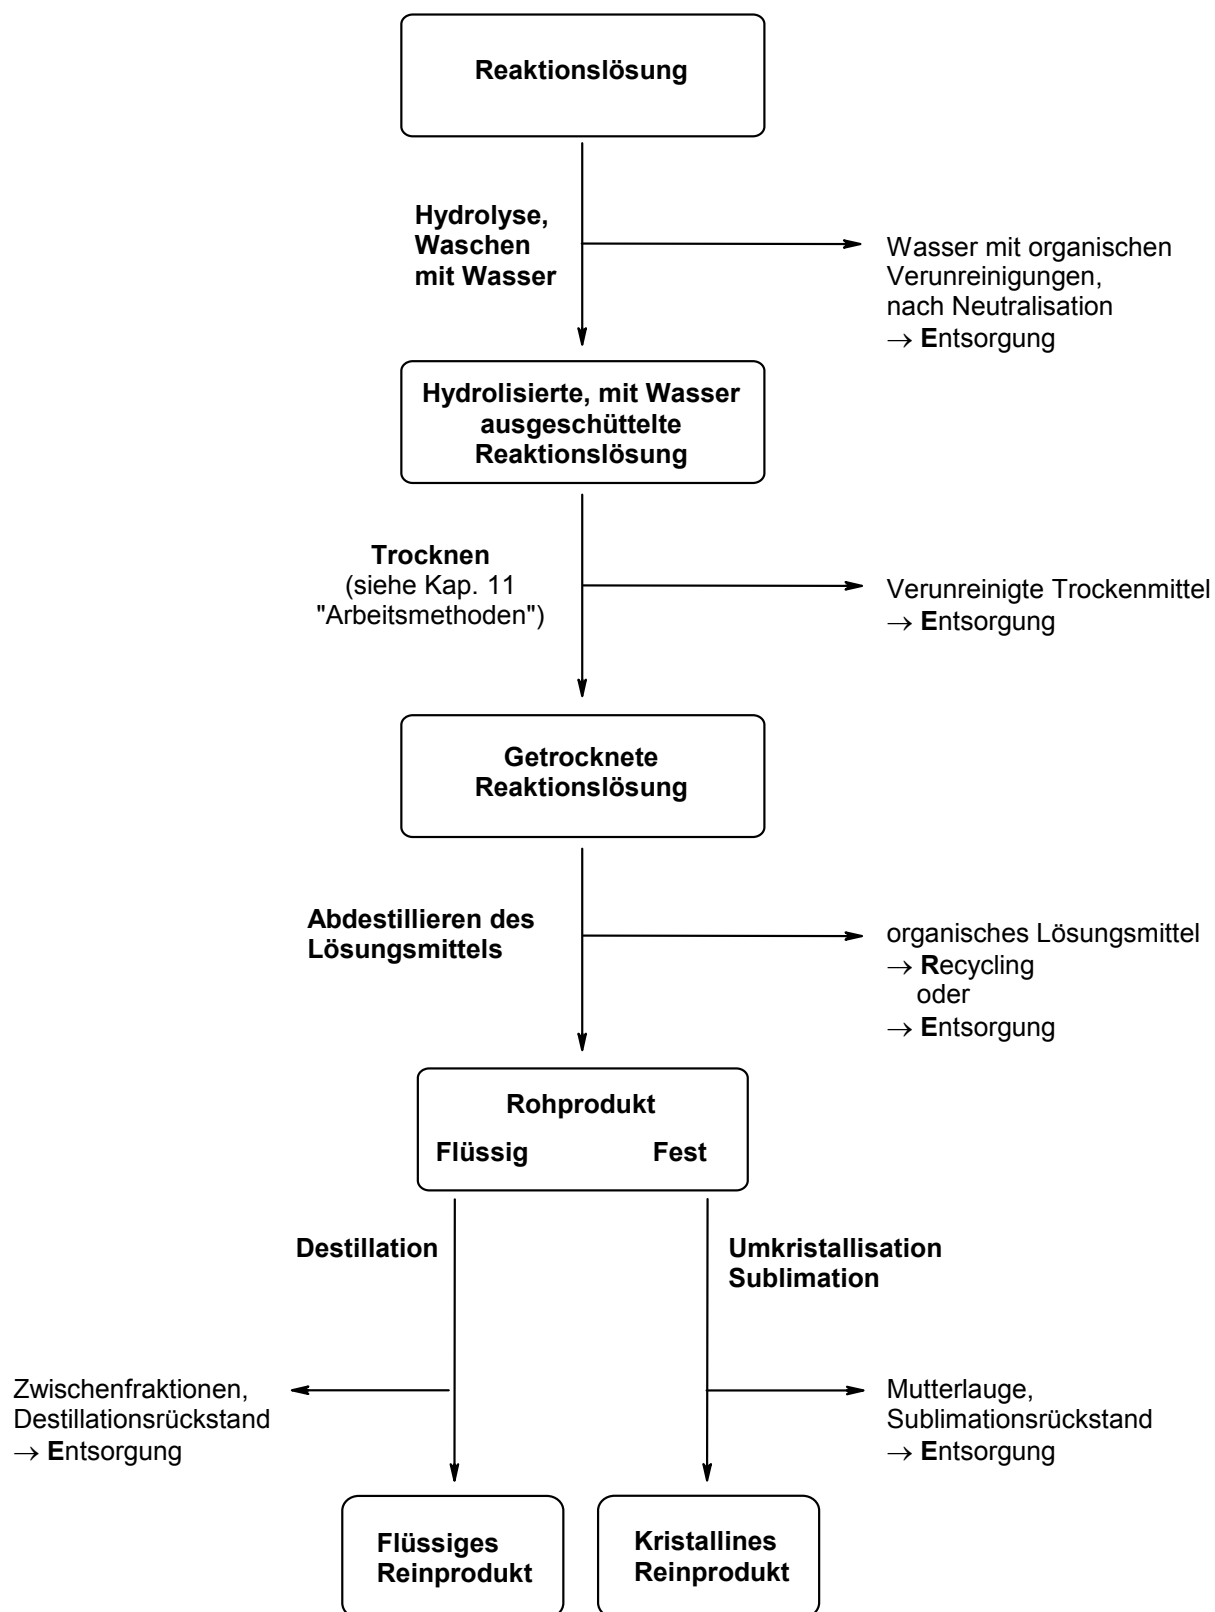 Reaktionslösung
Hydrolyse,
Waschen
mit Wasser
Wasser mit organischen
Verunreinigungen,
nach Neutralisation
→ Entsorgung
Hydrolisierte, mit Wasser
ausgeschüttelte
Reaktionslösung
Trocknen
(siehe Kap. 11
"Arbeitsmethoden")
Verunreinigte Trockenmittel
→ Entsorgung
Getrocknete
Reaktionslösung
Abdestillieren des
Lösungsmittels
organisches Lösungsmittel
→ Recycling
oder
→ Entsorgung
Rohprodukt
Flüssig Fest
Destillation
Umkristallisation
Sublimation
Zwischenfraktionen,
Destillationsrückstand
→ Entsorgung
Mutterlauge,
Sublimationsrückstand
→ Entsorgung
Flüssiges
Reinprodukt
Kristallines
Reinprodukt